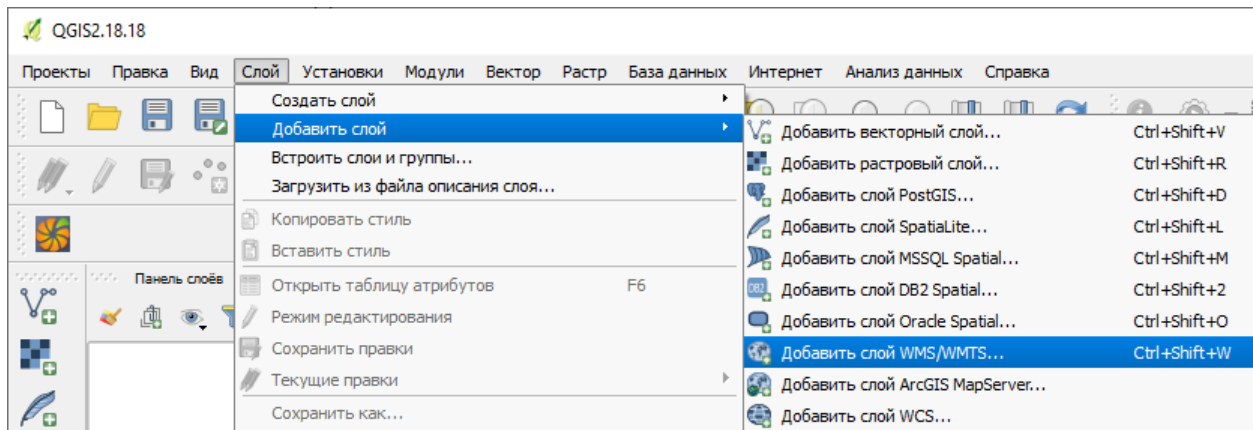 QGIS2.18.18
Проекты Правка Вид Слой Установки Модули Вектор Растр База данных Интернет Анализ данных Справка
Создать слой
Добавить слой
Встроить слои и группы...
Загрузить из файла описания слоя...
Копировать стиль
Вставить стиль
Открыть таблицу атрибутов F6
Режим редактирования
Сохранить правки
Текущие правки
Сохранить как...
Панель слоёв
Добавить векторный слой... Ctrl+Shift+V
Добавить растровый слой... Ctrl+Shift+R
Добавить слой PostGIS... Ctrl+Shift+D
Добавить слой SpatiaLite... Ctrl+Shift+L
Добавить слой MSSQL Spatial... Ctrl+Shift+M
Добавить слой DB2 Spatial... Ctrl+Shift+2
Добавить слой Oracle Spatial... Ctrl+Shift+O
Добавить слой WMS/WMTS... Ctrl+Shift+W
Добавить слой ArcGIS MapServer...
Добавить слой WCS...